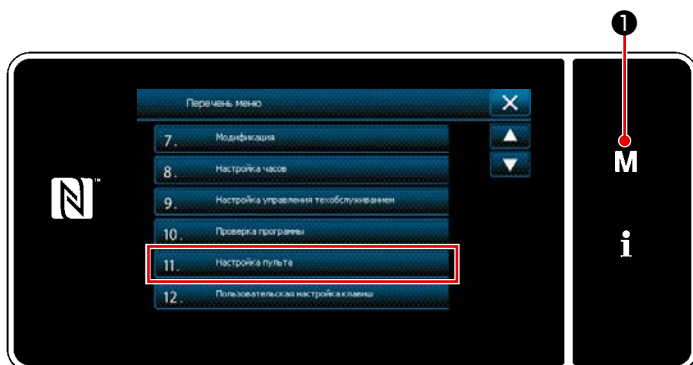 ❶
Перечень меню
7. Модификация
8. Настройка часов
9. Настройка управления техобслуживанием
10. Проверка программы
11. Настройка пульта
12. Пользовательская настройка клавиш
M
i
N